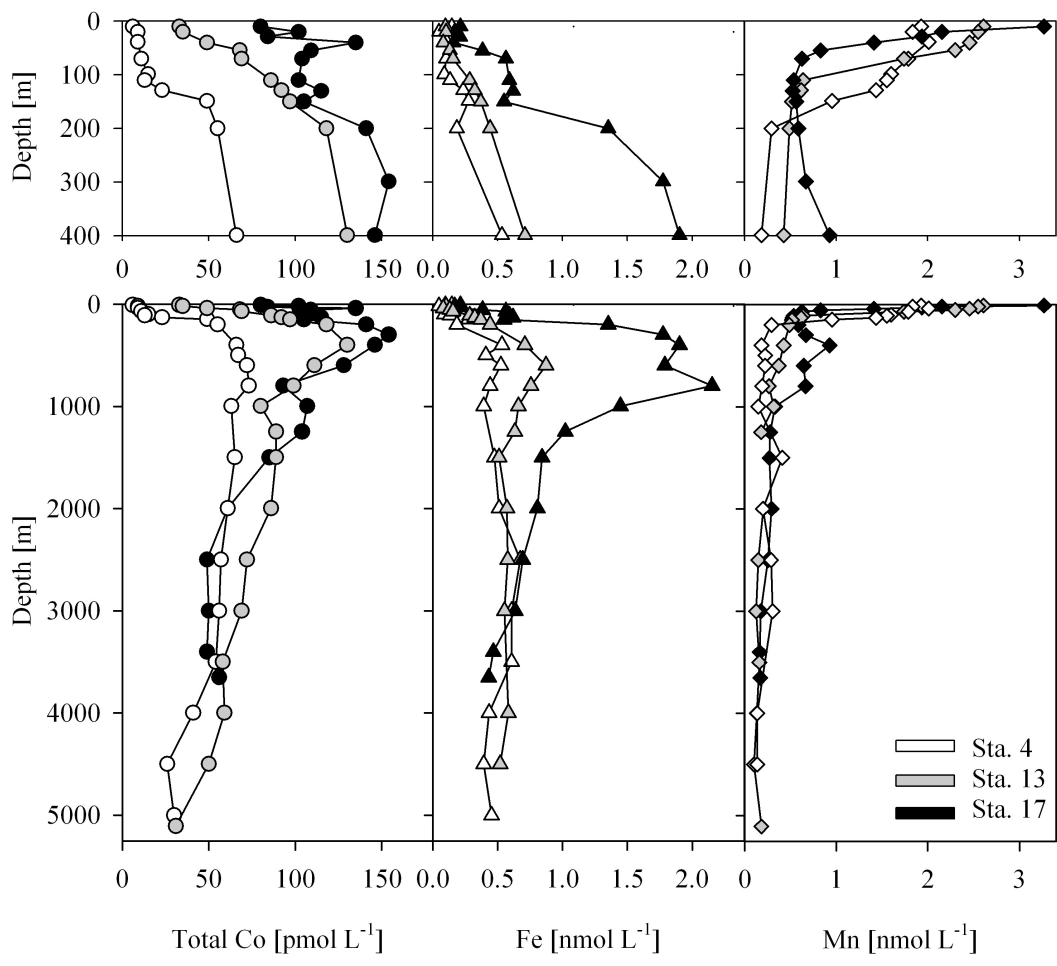 0
100
200
300
400
Depth [m]
0 50 100 150
0.0 0.5 1.0 1.5 2.0
0 1 2 3
0
1000
2000
3000
4000
5000
Depth [m]
Sta. 4
Sta. 13
Sta. 17
0 50 100 150
0.0 0.5 1.0 1.5 2.0
0 1 2 3
Total Co [pmol L⁻¹]
Fe [nmol L⁻¹]
Mn [nmol L⁻¹]